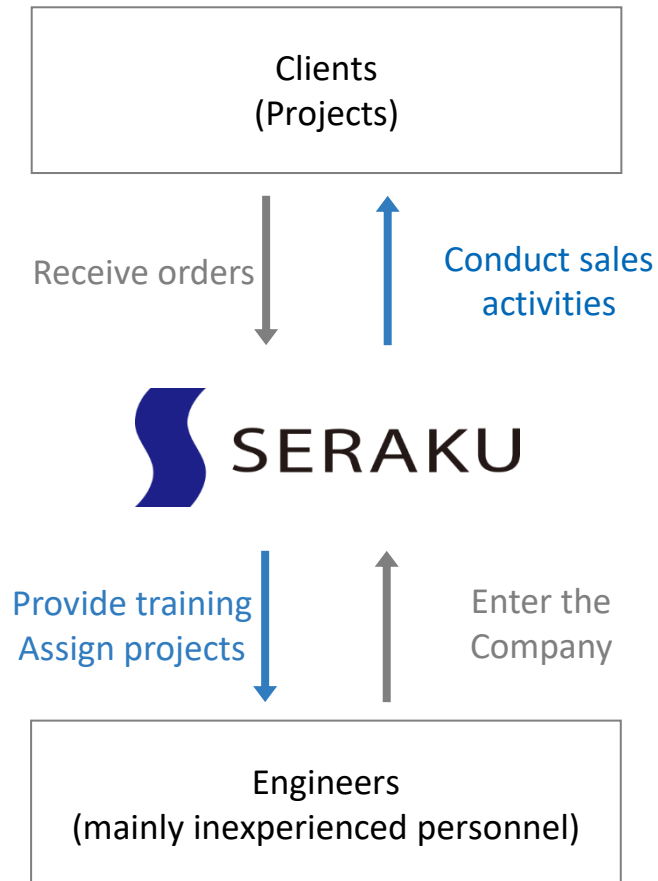 Clients
(Projects)
Receive orders
Conduct sales
activities
SERAKU
Provide training
Assign projects
Enter the
Company
Engineers
(mainly inexperienced personnel)